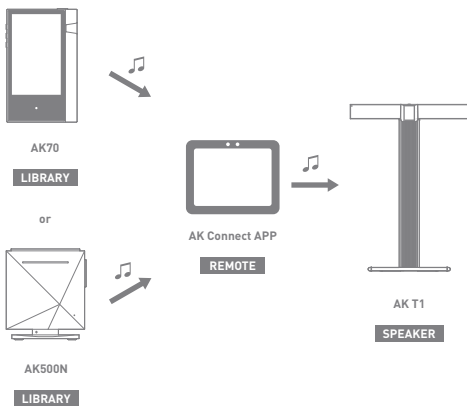 AK70
LIBRARY
or
AK500N
LIBRARY
AK Connect APP
REMOTE
AK T1
SPEAKER